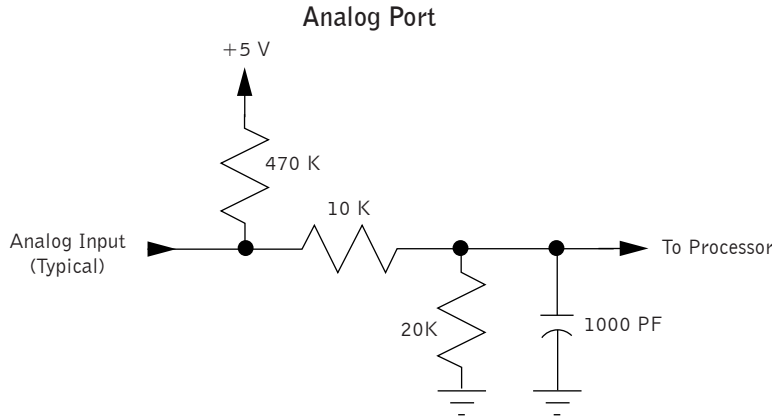 Analog Port
+5 V
470 K
10 K
Analog Input
(Typical)
To Processor
20K
1000 PF